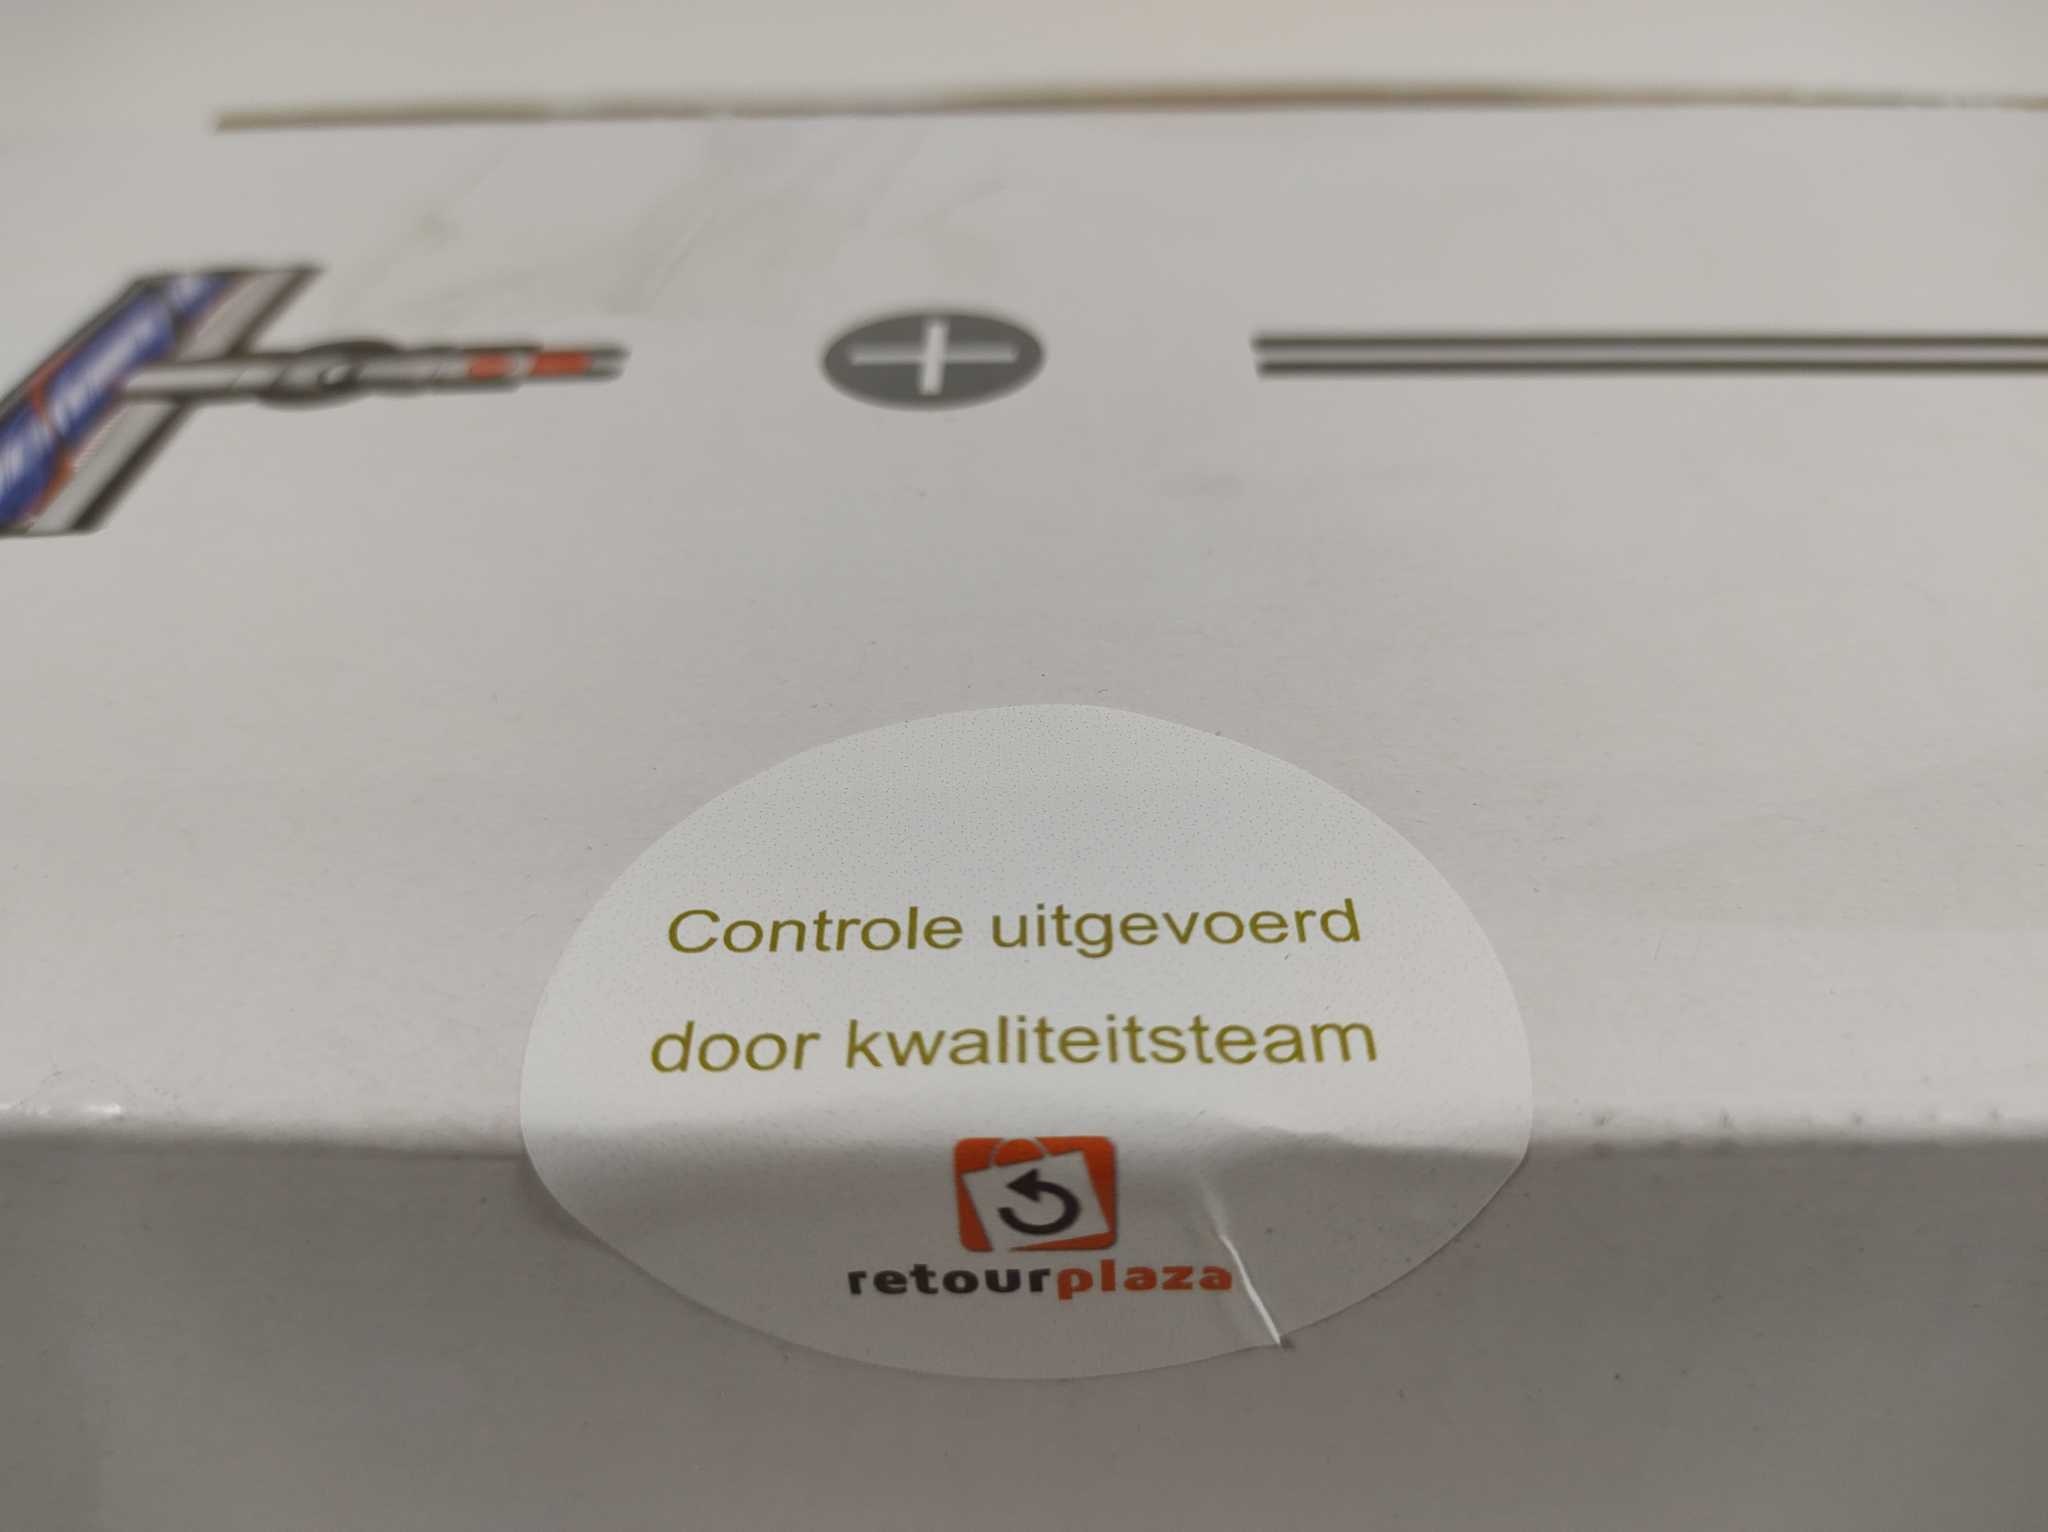 Controle uitgevoerd
door kwaliteitsteam
retourplaza